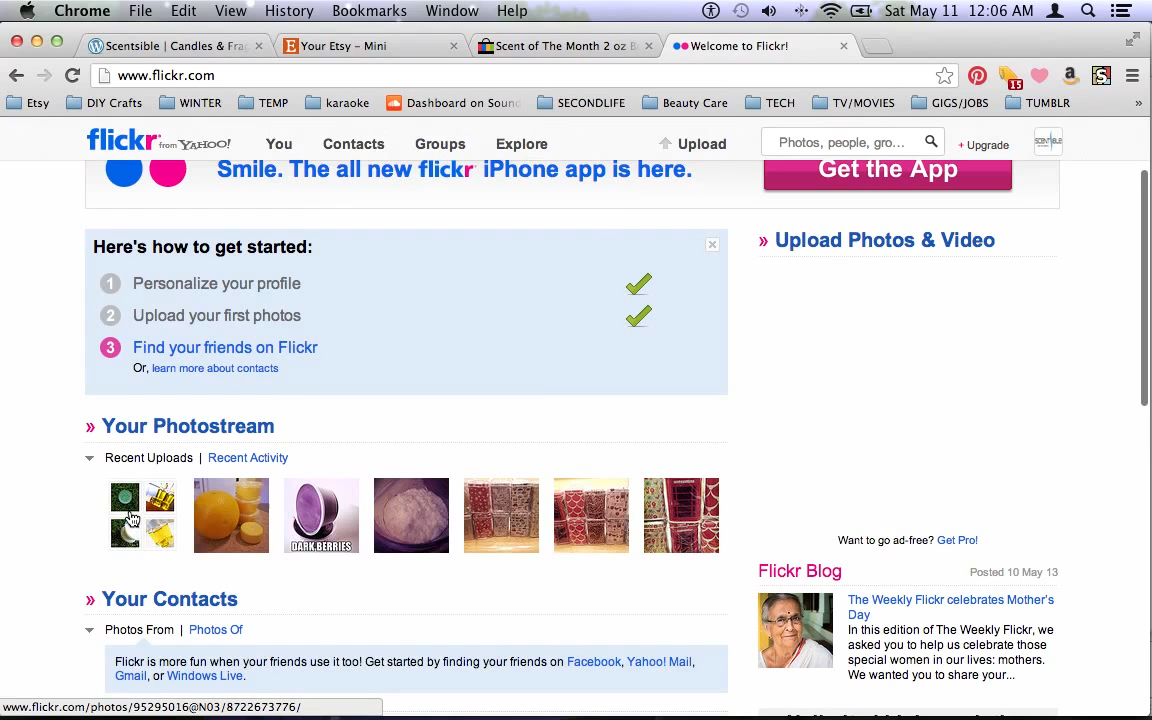 Chrome File Edit View History Bookmarks Window Help Sat May 11 12:06 AM
Scentsible | Candles & Frag
Your Etsy – Mini
Scent of The Month 2 oz B
Welcome to Flickr!
www.flickr.com
15
Etsy DIY Crafts WINTER TEMP karaoke Dashboard on Soun SECONDLIFE Beauty Care TECH TV/MOVIES GIGS/JOBS TUMBLR »
flickr from YAHOO! You Contacts Groups Explore Upload Photos, people, gro... + Upgrade
Smile. The all new flickr iPhone app is here.
Get the App
Here's how to get started:
1 Personalize your profile
2 Upload your first photos
3 Find your friends on Flickr
Or, learn more about contacts
» Your Photostream
Recent Uploads | Recent Activity
DARK BERRIES
» Your Contacts
Photos From | Photos Of
Flickr is more fun when your friends use it too! Get started by finding your friends on Facebook, Yahoo! Mail,
Gmail, or Windows Live.
» Upload Photos & Video
Want to go ad-free? Get Pro!
Flickr Blog Posted 10 May 13
The Weekly Flickr celebrates Mother's
Day
In this edition of The Weekly Flickr, we
asked you to help us celebrate those
special women in our lives: mothers.
We wanted you to share your...
www.flickr.com/photos/95295016@N03/8722673776/